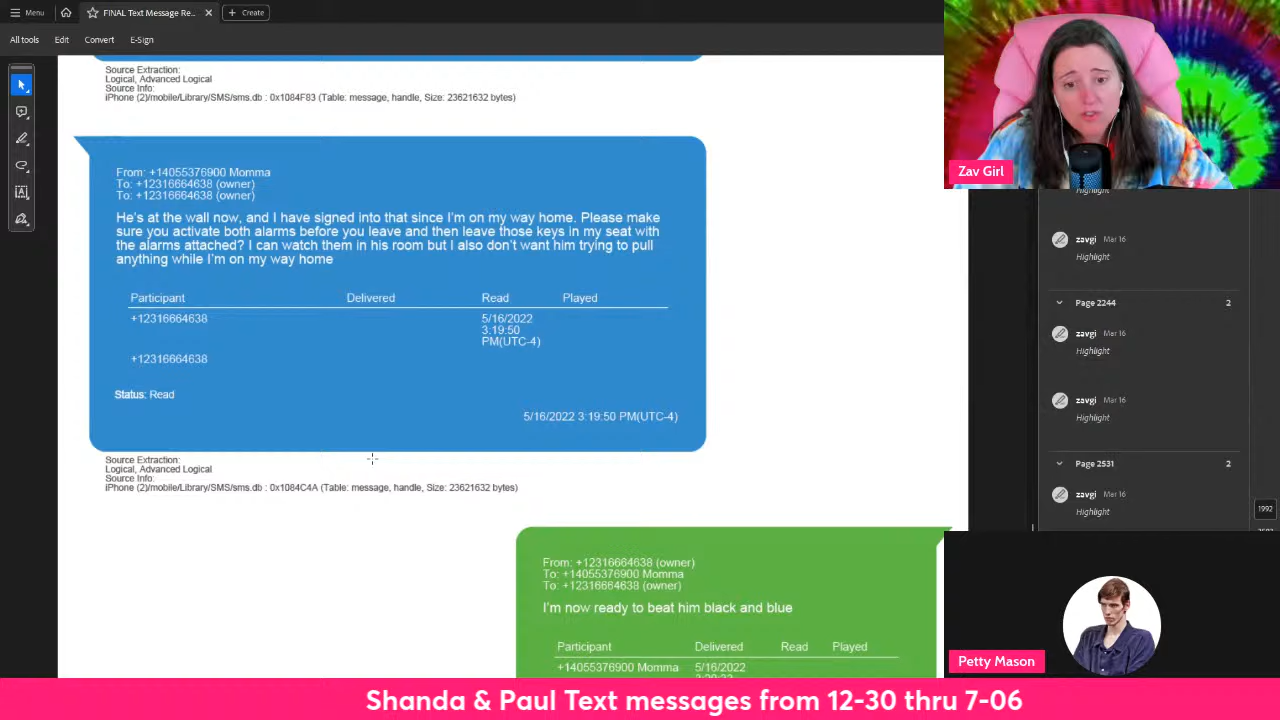 Menu
FINAL Text Message Re...
Create
All tools
Edit
Convert
E-Sign
Source Extraction:
Logical, Advanced Logical
Source Info:
iPhone (2)/mobile/Library/SMS/sms.db : 0x1084F83 (Table: message, handle, Size: 23621632 bytes)
From: +14055376900 Momma
To: +12316664638 (owner)
To: +12316664638 (owner)
He's at the wall now, and I have signed into that since I'm on my way home. Please make
sure you activate both alarms before you leave and then leave those keys in my seat with
the alarms attached? I can watch them in his room but I also don't want him trying to pull
anything while I'm on my way home
Participant Delivered Read Played
+12316664638 5/16/2022
3:19:50
PM(UTC-4)
+12316664638
Status: Read
5/16/2022 3:19:50 PM(UTC-4)
Source Extraction:
Logical, Advanced Logical
Source Info:
iPhone (2)/mobile/Library/SMS/sms.db : 0x1084C4A (Table: message, handle, Size: 23621632 bytes)
From: +12316664638 (owner)
To: +14055376900 Momma
To: +12316664638 (owner)
I'm now ready to beat him black and blue
Participant Delivered Read Played
+14055376900 Momma 5/16/2022
Zav Girl
Highlight
zavgi Mar 16
Highlight
Page 2244 2
zavgi Mar 16
Highlight
zavgi Mar 16
Highlight
Page 2531 2
zavgi Mar 16
Highlight
1992
Petty Mason
Shanda & Paul Text messages from 12-30 thru 7-06